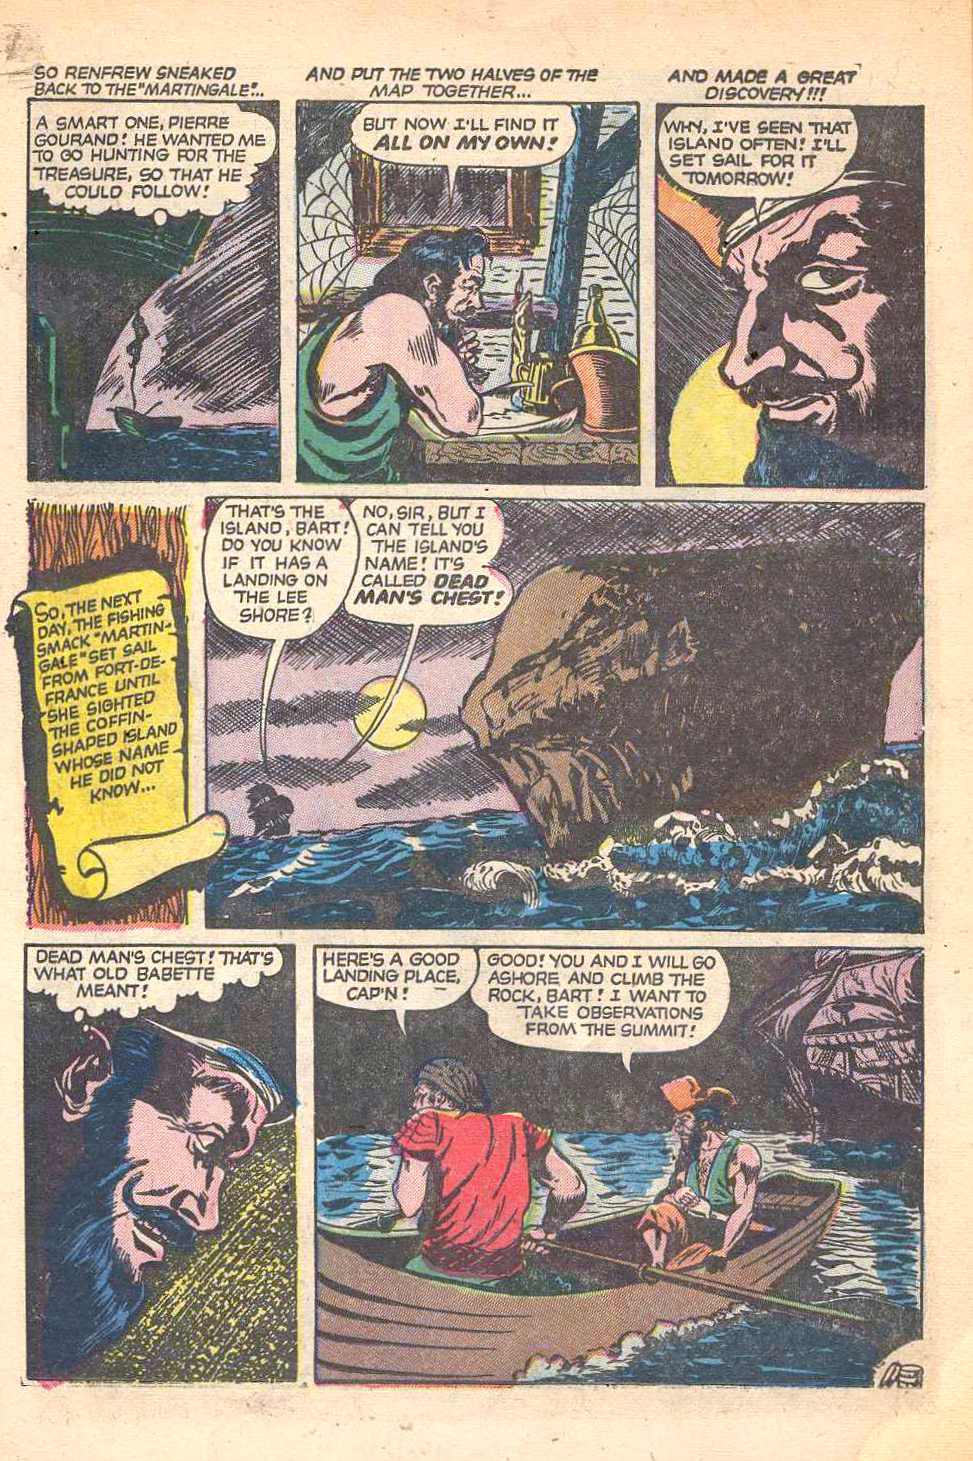 SO RENFREW SNEAKED
BACK TO THE "MARTINGALE"...
A SMART ONE, PIERRE
GOURAND! HE WANTED ME
TO GO HUNTING FOR THE
TREASURE, SO THAT HE
COULD FOLLOW!
AND PUT THE TWO HALVES OF THE
MAP TOGETHER...
BUT NOW I'LL FIND IT
ALL ON MY OWN!
AND MADE A GREAT
DISCOVERY!!!
WHY, I'VE SEEN THAT
ISLAND OFTEN! I'LL
SET SAIL FOR IT
TOMORROW!
SO, THE NEXT
DAY, THE FISHING
SMACK "MARTIN-
GALE" SET SAIL
FROM FORT-DE-
FRANCE UNTIL
SHE SIGHTED
THE COFFIN-
SHAPED ISLAND
WHOSE NAME
HE DID NOT
KNOW...
THAT'S THE
ISLAND, BART!
DO YOU KNOW
IF IT HAS A
LANDING ON
THE LEE
SHORE?
NO, SIR, BUT I
CAN TELL YOU
THE ISLAND'S
NAME! IT'S
CALLED DEAD
MAN'S CHEST!
DEAD MAN'S CHEST! THAT'S
WHAT OLD BABETTE
MEANT!
HERE'S A GOOD
LANDING PLACE,
CAP'N!
GOOD! YOU AND I WILL GO
ASHORE AND CLIMB THE
ROCK, BART! I WANT TO
TAKE OBSERVATIONS
FROM THE SUMMIT!